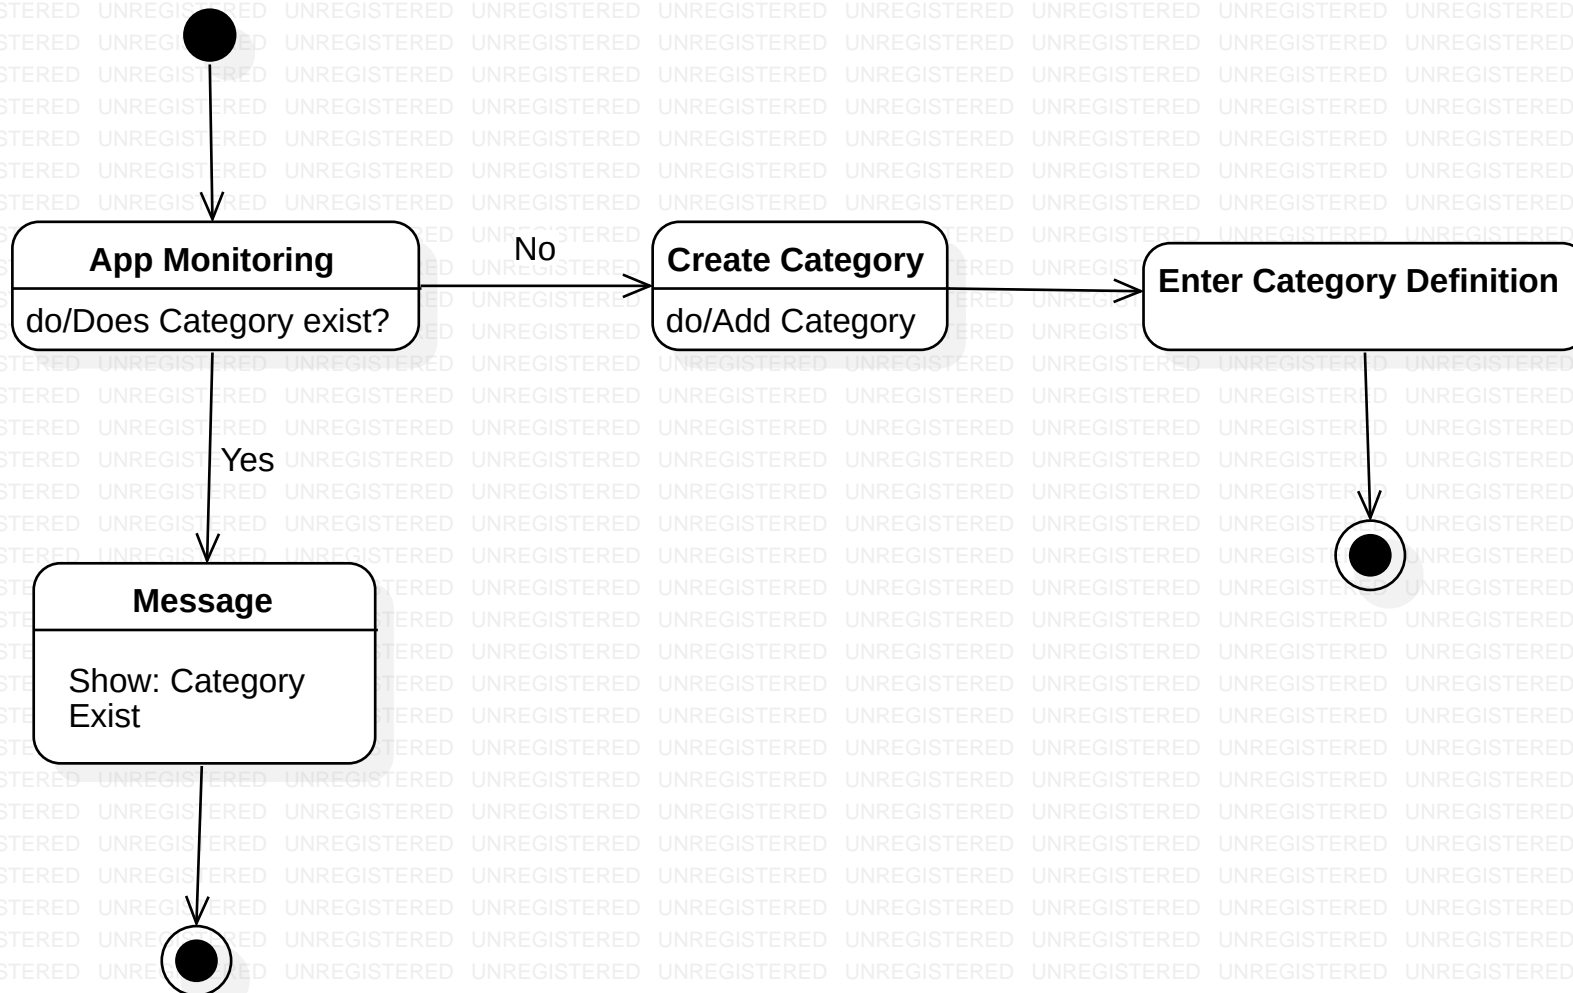 App Monitoring
do/Does Category exist?
No
Create Category
do/Add Category
Enter Category Definition
Yes
Message
Show: Category
Exist
UNREGISTERED